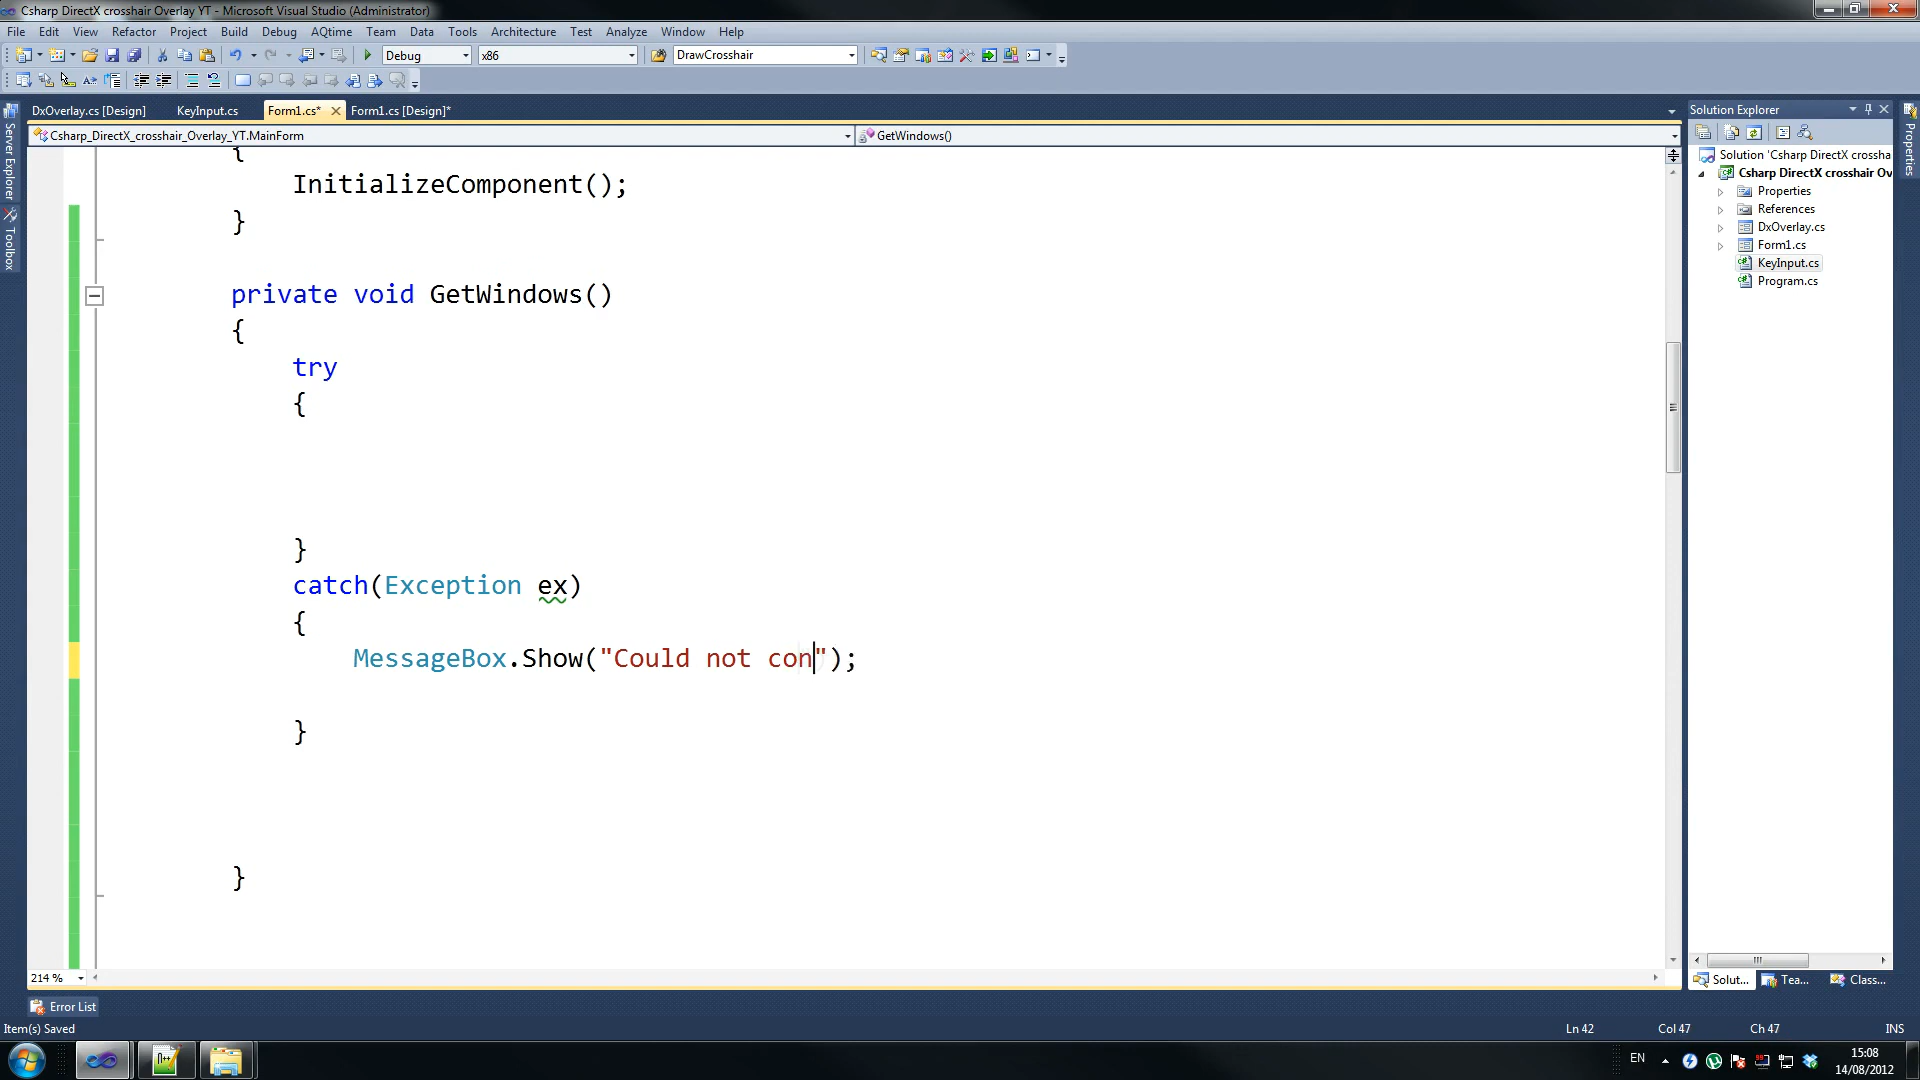 Csharp DirectX crosshair Overlay YT - Microsoft Visual Studio (Administrator)
File Edit View Refactor Project Build Debug AQtime Team Data Tools Architecture Test Analyze Window Help
Debug x86 DrawCrosshair
DxOverlay.cs [Design] KeyInput.cs Form1.cs* Form1.cs [Design]*
Csharp_DirectX_crosshair_Overlay_YT.MainForm GetWindows()
Server Explorer
Toolbox
{
InitializeComponent();
}
private void GetWindows()
{
try
{
}
catch(Exception ex)
{
MessageBox.Show("Could not con");
}
}
214 %
Solution Explorer
Solution 'Csharp DirectX crossha
Csharp DirectX crosshair Ov
Properties
References
DxOverlay.cs
Form1.cs
KeyInput.cs
Program.cs
Solut... Tea... Class...
Properties
Error List
Item(s) Saved Ln 42 Col 47 Ch 47 INS
EN 15:08
14/08/2012